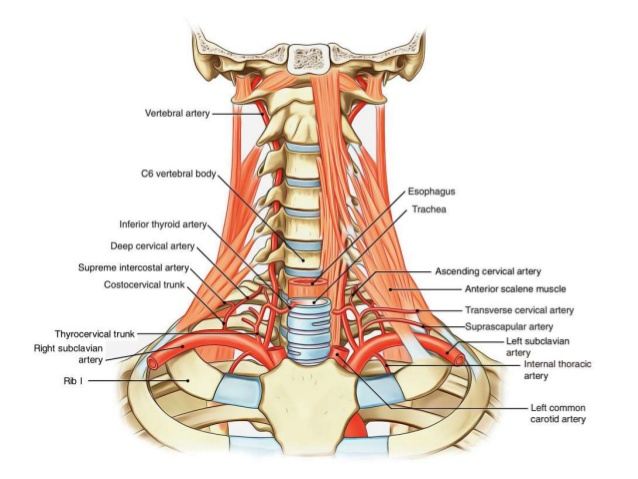 Vertebral artery
C6 vertebral body
Inferior thyroid artery
Deep cervical artery
Supreme intercostal artery
Costocervical trunk
Thyrocervical trunk
Right subclavian
artery
Rib I
Esophagus
Trachea
Ascending cervical artery
Anterior scalene muscle
Transverse cervical artery
Suprascapular artery
Left subclavian
artery
Internal thoracic
artery
Left common
carotid artery